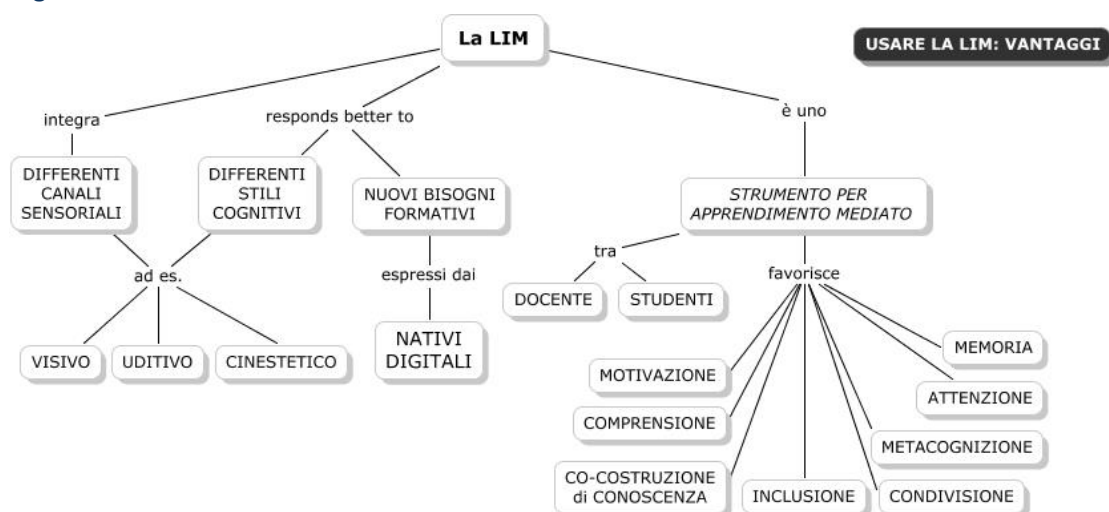 La LIM
USARE LA LIM: VANTAGGI
integra
responds better to
è uno
DIFFERENTI
CANALI
SENSORIALI
DIFFERENTI
STILI
COGNITIVI
NUOVI BISOGNI
FORMATIVI
STRUMENTO PER
APPRENDIMENTO MEDIATO
ad es.
espressi dai
tra
favorisce
DOCENTE
STUDENTI
VISIVO
UDITIVO
CINESTETICO
NATIVI
DIGITALI
MOTIVAZIONE
COMPRENSIONE
CO-COSTRUZIONE
di CONOSCENZA
INCLUSIONE
CONDIVISIONE
METACOGNIZIONE
ATTENZIONE
MEMORIA